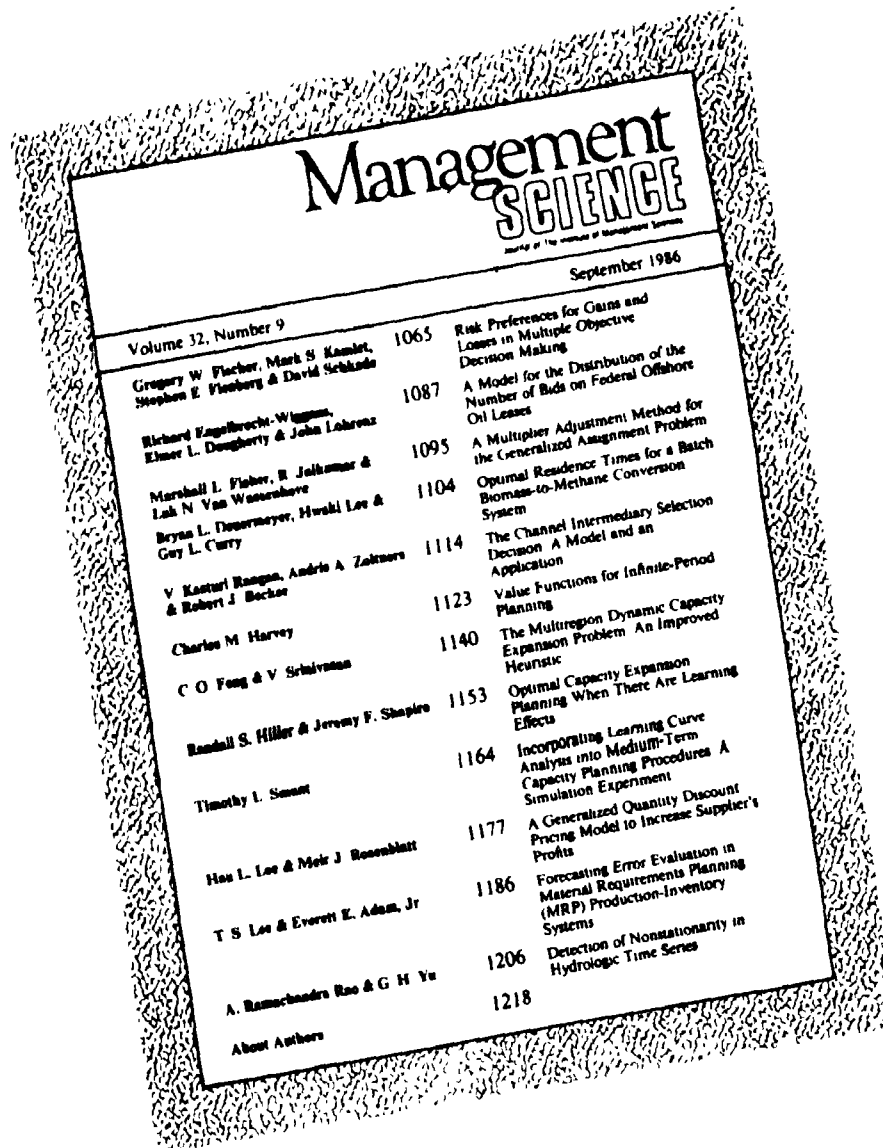 Management
SCIENCE
Journal of The Institute of Management Sciences
Volume 32, Number 9
September 1986
Gregory W Fischer, Mark S Kamlet,
Stephen E Fienberg & David Schkade
1065
Risk Preferences for Gains and
Losses in Multiple Objective
Decision Making
Richard Engelbrecht-Wiggans,
Elmer L. Dougherty & John Lohrenz
1087
A Model for the Distribution of the
Number of Bids on Federal Offshore
Oil Leases
Marshall L Fisher, R Jaikumar &
Luk N Van Wassenhove
1095
A Multiplier Adjustment Method for
the Generalized Assignment Problem
Bryan L. Deuermeyer, Hwaki Lee &
Guy L. Curry
1104
Optimal Residence Times for a Batch
Biomass-to-Methane Conversion
System
V Kasturi Rangan, Andris A Zoltners
& Robert J Becker
1114
The Channel Intermediary Selection
Decision A Model and an
Application
Charles M Harvey
1123
Value Functions for Infinite-Period
Planning
C O Fong & V Srinivasan
1140
The Multiregion Dynamic Capacity
Expansion Problem An Improved
Heuristic
Randall S. Hiller & Jeremy F. Shapiro
1153
Optimal Capacity Expansion
Planning When There Are Learning
Effects
Timothy L
1164
Incorporating Learning Curve
Analysis into Medium-Term
Capacity Planning Procedures A
Simulation Experiment
Hau L. Lee & Meir J Rosenblatt
1177
A Generalized Quantity Discount
Pricing Model to Increase Supplier's
Profits
T S Lee & Everett E. Adam, Jr
1186
Forecasting Error Evaluation in
Material Requirements Planning
(MRP) Production-Inventory
Systems
A. Ramachandra Rao & G H Yu
1206
Detection of Nonstationarity in
Hydrologic Time Series
About Authors
1218